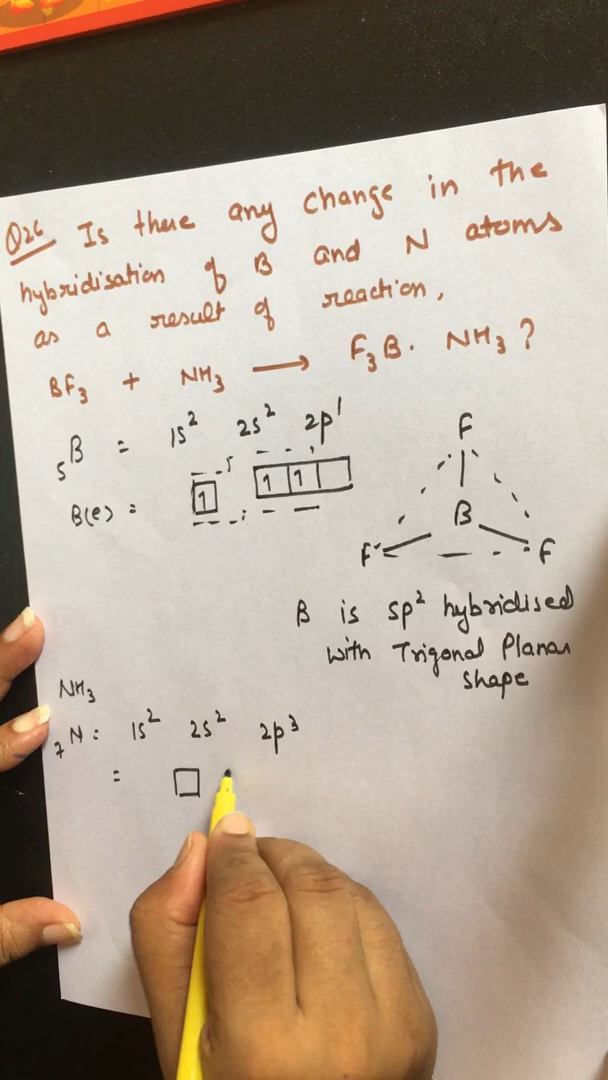 Q26 Is there any change in the
hybridisation of B and N atoms
as a result of reaction,
BF₃ + NH₃ ⟶ F₃B. NH₃?
₅B = 1s² 2s² 2p¹
B(e) = 1 1 1
F
B
F F
B is sp² hybridised
with Trigonal Planar
shape
NH₃
₇N: 1s² 2s² 2p³
=